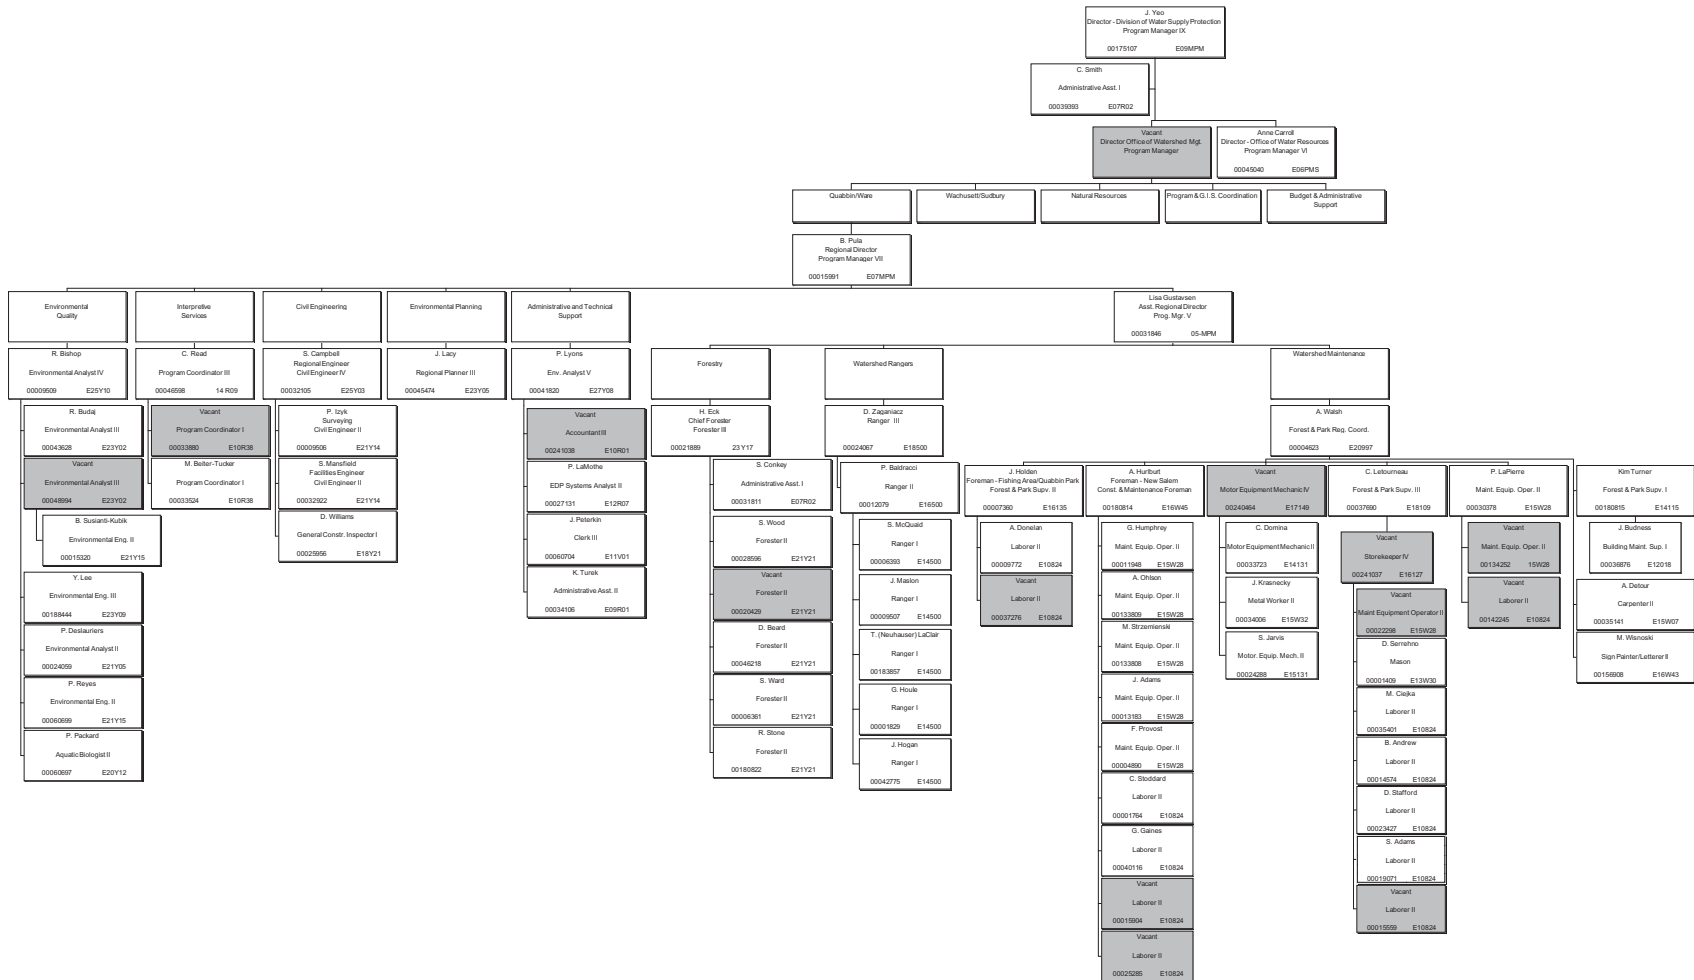 J. Yeo
Director - Division of Water Supply Protection
Program Manager IX
00175107 E09MPM
C. Smith
Administrative Asst. I
00039393 E07R02
Vacant
Director Office of Watershed Mgt.
Program Manager
Anne Carroll
Director - Office of Water Resources
Program Manager VI
00045040 E06PMS
Quabbin/Ware
Wachusett/Sudbury
Natural Resources
Program & G.I.S. Coordination
Budget & Administrative
Support
B. Pula
Regional Director
Program Manager VII
00015991 E07MPM
Environmental
Quality
Interpretive
Services
Civil Engineering
Environmental Planning
Administrative and Technical
Support
Lisa Gustavsen
Asst. Regional Director
Prog. Mgr. V
00031846 05-MPM
R. Bishop
Environmental Analyst IV
00009509 E25Y10
R. Budaj
Environmental Analyst III
00043628 E23Y02
Vacant
Environmental Analyst III
00048994 E23Y02
B. Susianti-Kubik
Environmental Eng. II
00015320 E21Y15
Y. Lee
Environmental Eng. III
00188444 E23Y09
P. Deslauriers
Environmental Analyst II
00024059 E21Y05
P. Reyes
Environmental Eng. II
00060699 E21Y15
P. Packard
Aquatic Biologist II
00060697 E20Y12
C. Read
Program Coordinator III
00046598 14 R09
Vacant
Program Coordinator I
00033880 E10R38
M. Beiter-Tucker
Program Coordinator I
00033524 E10R38
S. Campbell
Regional Engineer
Civil Engineer IV
00032105 E25Y03
P. Izyk
Surveying
Civil Engineer II
00009506 E21Y14
S. Mansfield
Facilities Engineer
Civil Engineer II
00032922 E21Y14
D. Williams
General Constr. Inspector I
00025956 E18Y21
J. Lacy
Regional Planner III
00045474 E23Y05
P. Lyons
Env. Analyst V
00041820 E27Y08
Vacant
Accountant III
00241038 E10R01
P. LaMothe
EDP Systems Analyst II
00027131 E12R07
J. Peterkin
Clerk III
00060704 E11V01
K. Turek
Administrative Asst. II
00034106 E09R01
Forestry
H. Eck
Chief Forester
Forester III
00021889 23 Y17
S. Conkey
Administrative Asst. I
00031811 E07R02
S. Wood
Forester II
00028596 E21Y21
Vacant
Forester II
00020429 E21Y21
D. Beard
Forester II
00046218 E21Y21
S. Ward
Forester II
00006361 E21Y21
R. Stone
Forester II
00180822 E21Y21
Watershed Rangers
D. Zaganiacz
Ranger III
00024067 E18500
P. Baldracci
Ranger II
00012079 E16500
S. McQuaid
Ranger I
00006393 E14500
J. Maslon
Ranger I
00009507 E14500
T. (Neuhauser) LaClair
Ranger I
00183857 E14500
G. Houle
Ranger I
00001829 E14500
J. Hogan
Ranger I
00042775 E14500
Watershed Maintenance
A. Walsh
Forest & Park Reg. Coord.
00004623 E20997
J. Holden
Foreman - Fishing Area/Quabbin Park
Forest & Park Supv. II
00007360 E16135
A. Donelan
Laborer II
00009772 E10824
Vacant
Laborer II
00037276 E10824
A. Hurlburt
Foreman - New Salem
Const. & Maintenance Foreman
00180814 E16W45
G. Humphrey
Maint. Equip. Oper. II
00011948 E15W28
A. Ohlson
Maint. Equip. Oper. II
00133809 E15W28
M. Strzemienski
Maint. Equip. Oper. II
00133808 E15W28
J. Adams
Maint. Equip. Oper. II
00013183 E15W28
F. Provost
Maint. Equip. Oper. II
00004890 E15W28
C. Stoddard
Laborer II
00001764 E10824
G. Gaines
Laborer II
00040116 E10824
Vacant
Laborer II
00015904 E10824
Vacant
Laborer II
00025285 E10824
Vacant
Motor Equipment Mechanic IV
00240464 E17149
C. Domina
Motor Equipment Mechanic II
00033723 E14131
J. Krasnecky
Metal Worker II
00034006 E15W32
S. Jarvis
Motor. Equip. Mech. II
00024288 E15131
C. Letourneau
Forest & Park Supv. III
00037690 E18109
Vacant
Storekeeper IV
00241037 E16127
Vacant
Maint Equipment Operator II
00022298 E15W28
D. Serrehno
Mason
00001409 E13W30
M. Ciejka
Laborer II
00035401 E10824
B. Andrew
Laborer II
00014574 E10824
D. Stafford
Laborer II
00023427 E10824
S. Adams
Laborer II
00019071 E10824
Vacant
Laborer II
00015559 E10824
P. LaPierre
Maint. Equip. Oper. II
00030378 E15W28
Vacant
Maint. Equip. Oper. II
00134252 15W28
Vacant
Laborer II
00142245 E10824
Kim Turner
Forest & Park Supv. I
00180815 E14115
J. Budness
Building Maint. Sup. I
00036876 E12018
A. Detour
Carpenter II
00035141 E15W07
M. Wisnoski
Sign Painter/Letterer II
00156908 E16W43